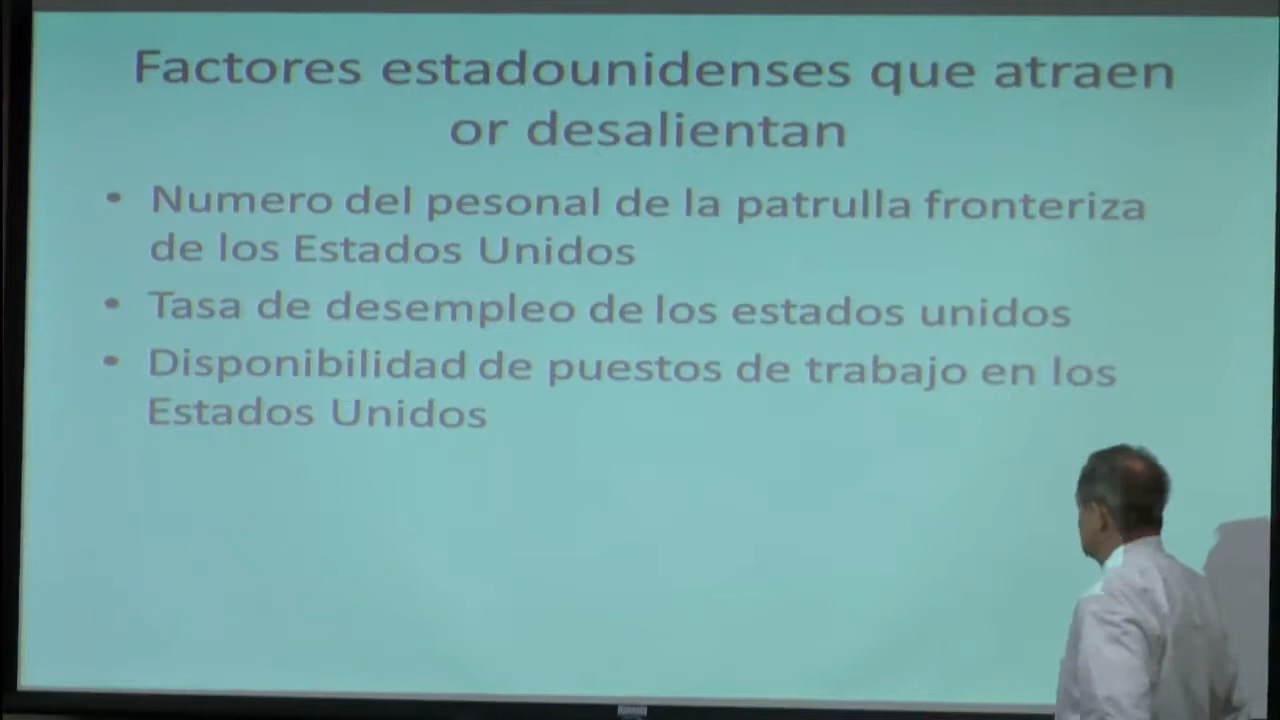 Factores estadounidenses que atraen
or desalientan
• Numero del pesonal de la patrulla fronteriza
de los Estados Unidos
• Tasa de desempleo de los estados unidos
• Disponibilidad de puestos de trabajo en los
Estados Unidos